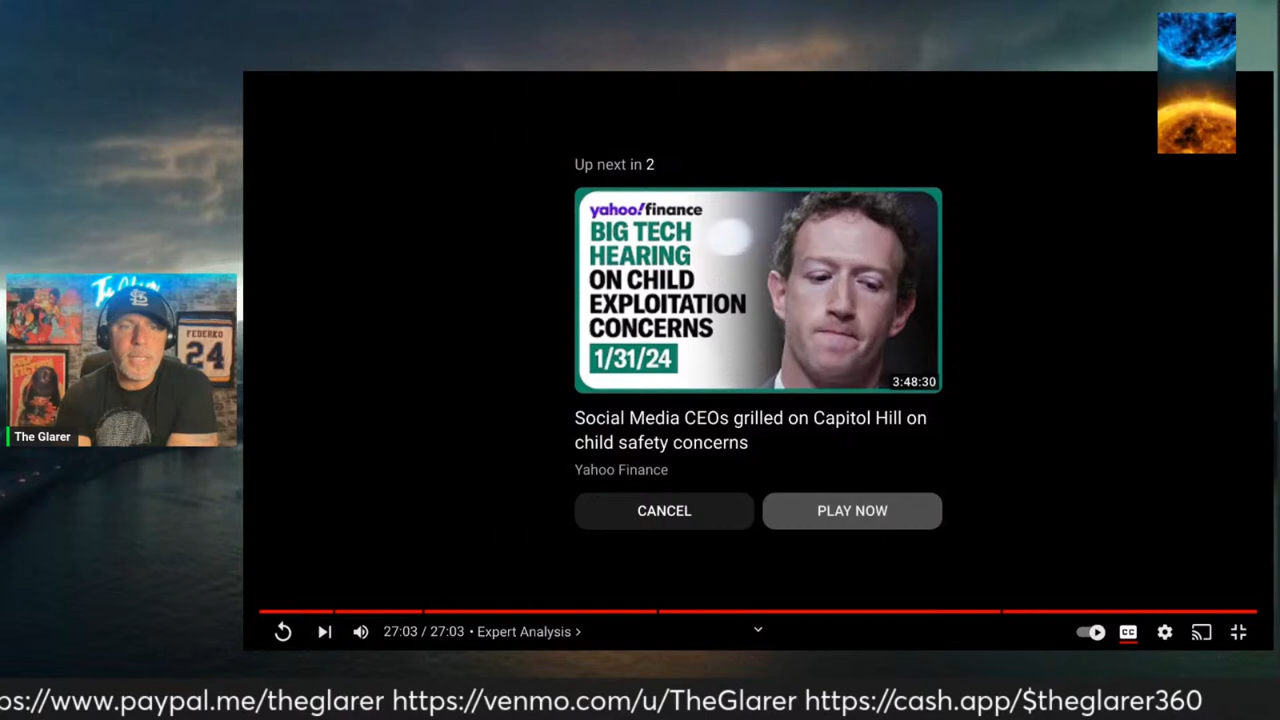 Up next in 2
yahoo!finance
BIG TECH
HEARING
ON CHILD
EXPLOITATION
CONCERNS
1/31/24
3:48:30
Social Media CEOs grilled on Capitol Hill on
child safety concerns
Yahoo Finance
CANCEL
PLAY NOW
FEDERKO
24
PULP
FICTION
The Glarer
27:03 / 27:03 • Expert Analysis >
CC
ps://www.paypal.me/theglarer https://venmo.com/u/TheGlarer https://cash.app/$theglarer360